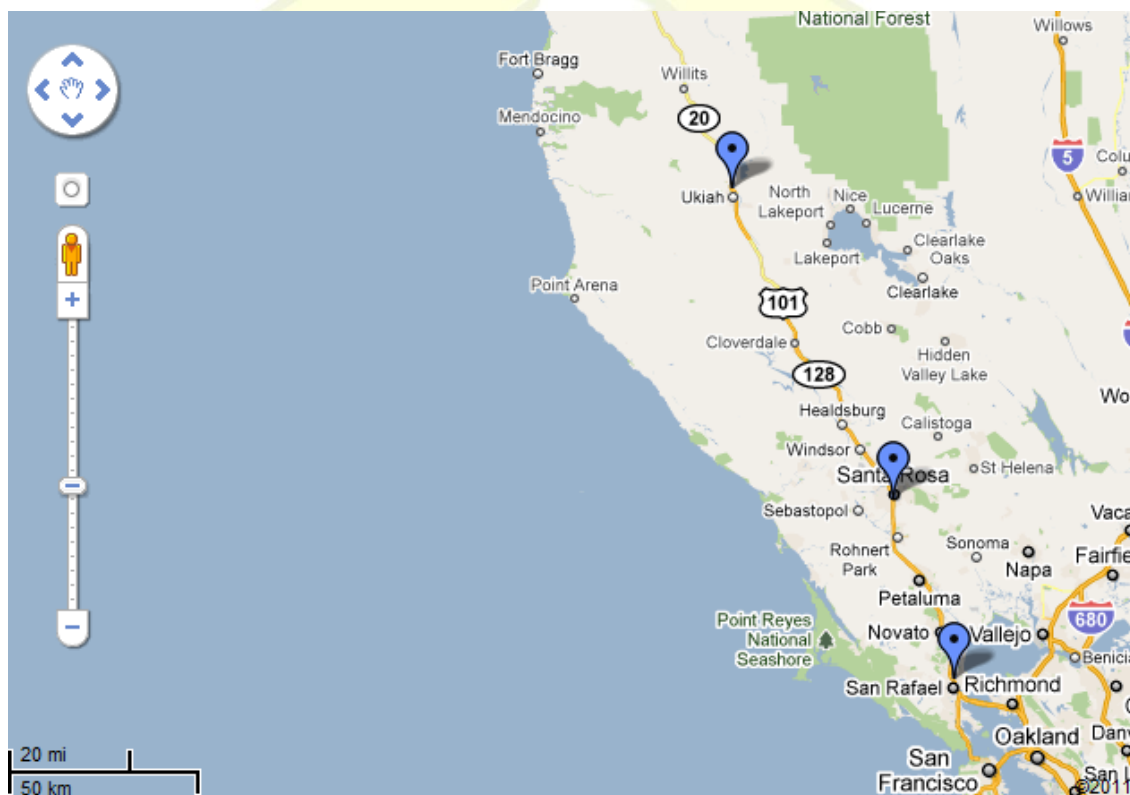 National Forest
Willows
Fort Bragg
Willits
Mendocino
20
5
Colu
Ukiah
North
Lakeport
Nice
Lucerne
Willia
Lakeport
Clearlake
Oaks
Clearlake
Point Arena
101
Cobb
Cloverdale
Hidden
Valley Lake
128
Wo
Healdsburg
Calistoga
Windsor
Santa Rosa
St Helena
Sebastopol
Vaca
Rohnert
Park
Sonoma
Napa
Fairfie
Petaluma
Point Reyes
National
Seashore
Novato
Vallejo
680
Benicia
San Rafael
Richmond
Oakland
Danv
San
Francisco
San L
20 mi
50 km
©2011